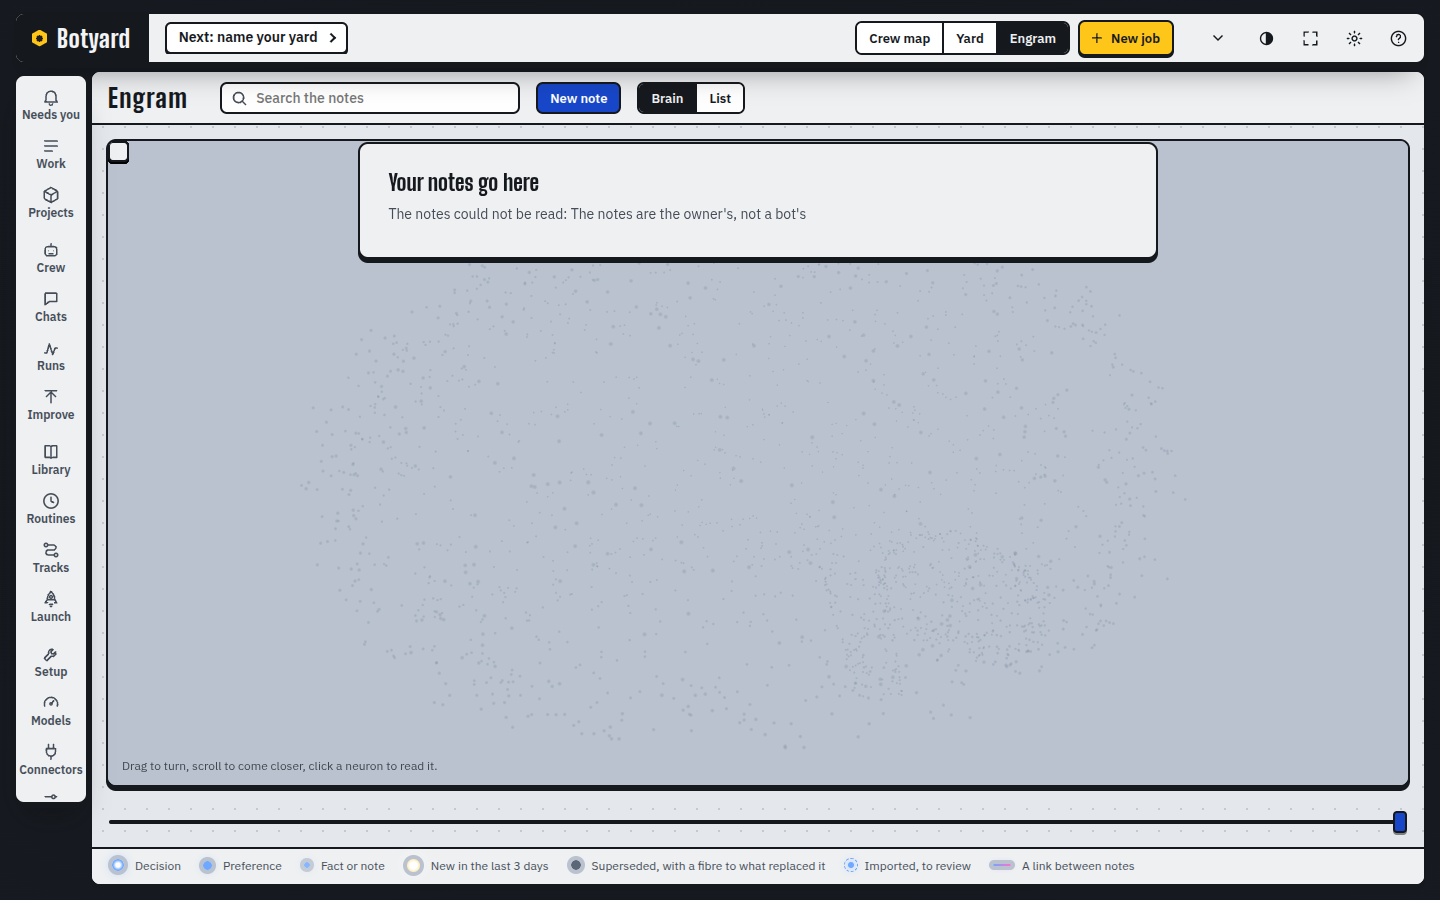 Botyard
Next: name your yard
Crew map
Yard
Engram
New job
Needs you
Work
Projects
Crew
Chats
Runs
Improve
Library
Routines
Tracks
Launch
Setup
Models
Connectors
Engram
Search the notes
New note
Brain
List
Your notes go here
The notes could not be read: The notes are the owner's, not a bot's
Drag to turn, scroll to come closer, click a neuron to read it.
Decision
Preference
Fact or note
New in the last 3 days
Superseded, with a fibre to what replaced it
Imported, to review
A link between notes